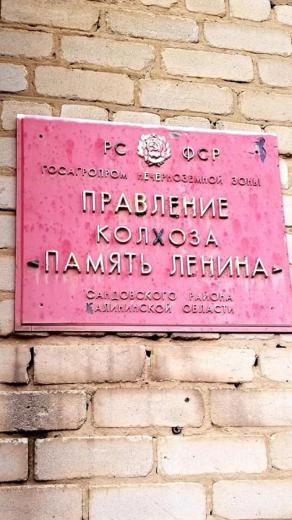 РС ФСР
ГОСАГРОПРОМ НЕЧЕРНОЗЕМНОЙ ЗОНЫ
ПРАВЛЕНИЕ
КОЛХОЗА
"ПАМЯТЬ ЛЕНИНА"
САНДОВСКОГО РАЙОНА
КАЛИНИНСКОЙ ОБЛАСТИ